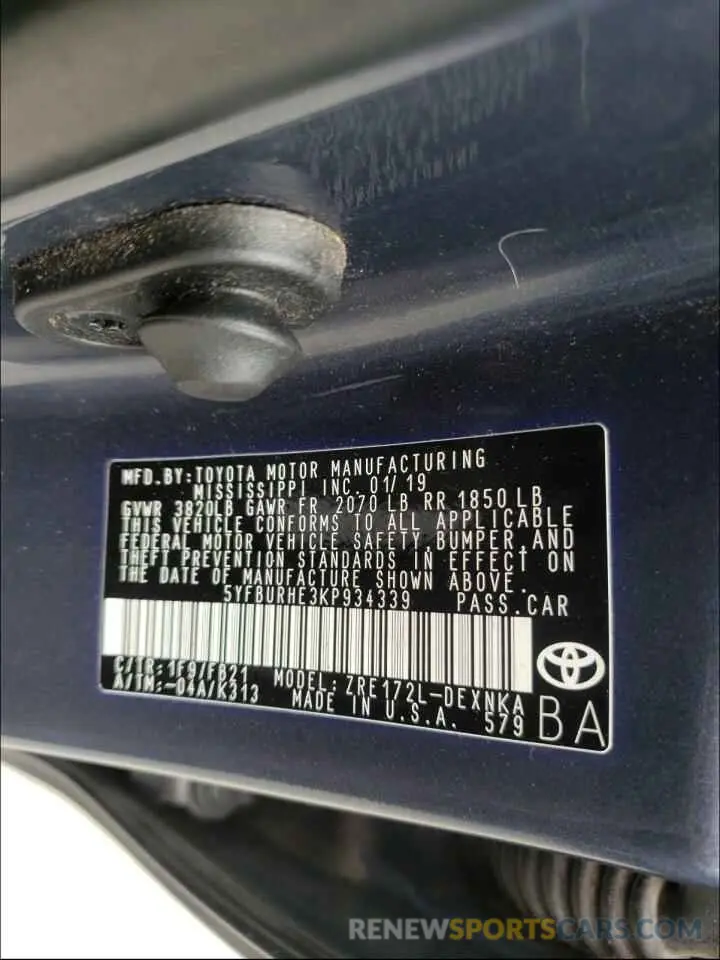 MFD. BY: TOYOTA MOTOR MANUFACTURING
MISSISSIPPI INC. 01/19
GVWR 3820LB GAWR FR 2070 LB RR 1850 LB
THIS VEHICLE CONFORMS TO ALL APPLICABLE
FEDERAL MOTOR VEHICLE SAFETY, BUMPER, AND
THEFT PREVENTION STANDARDS IN EFFECT ON
THE DATE OF MANUFACTURE SHOWN ABOVE.
5YFBURHE3KP934339 PASS. CAR
C/TR: 1F9/FB21 MODEL: ZRE172L-DEXNKA
A/TM: -04A/K313 MADE IN U.S.A. 579 BA
RENEWSPORTSCARS.COM